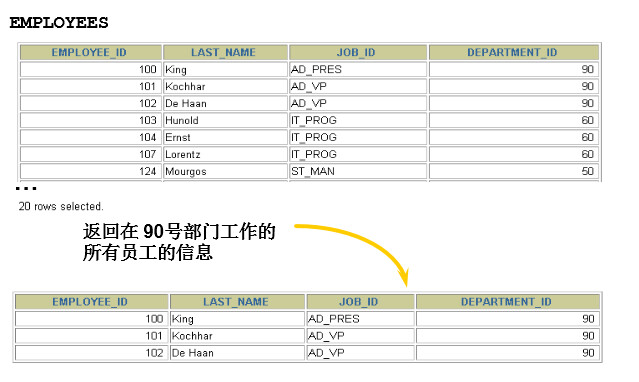 EMPLOYEES
EMPLOYEE_ID LAST_NAME JOB_ID DEPARTMENT_ID
100 King AD_PRES 90
101 Kochhar AD_VP 90
102 De Haan AD_VP 90
103 Hunold IT_PROG 60
104 Ernst IT_PROG 60
107 Lorentz IT_PROG 60
124 Mourgos ST_MAN 50
...
20 rows selected.
返回在 90号部门工作的
所有员工的信息
EMPLOYEE_ID LAST_NAME JOB_ID DEPARTMENT_ID
100 King AD_PRES 90
101 Kochhar AD_VP 90
102 De Haan AD_VP 90